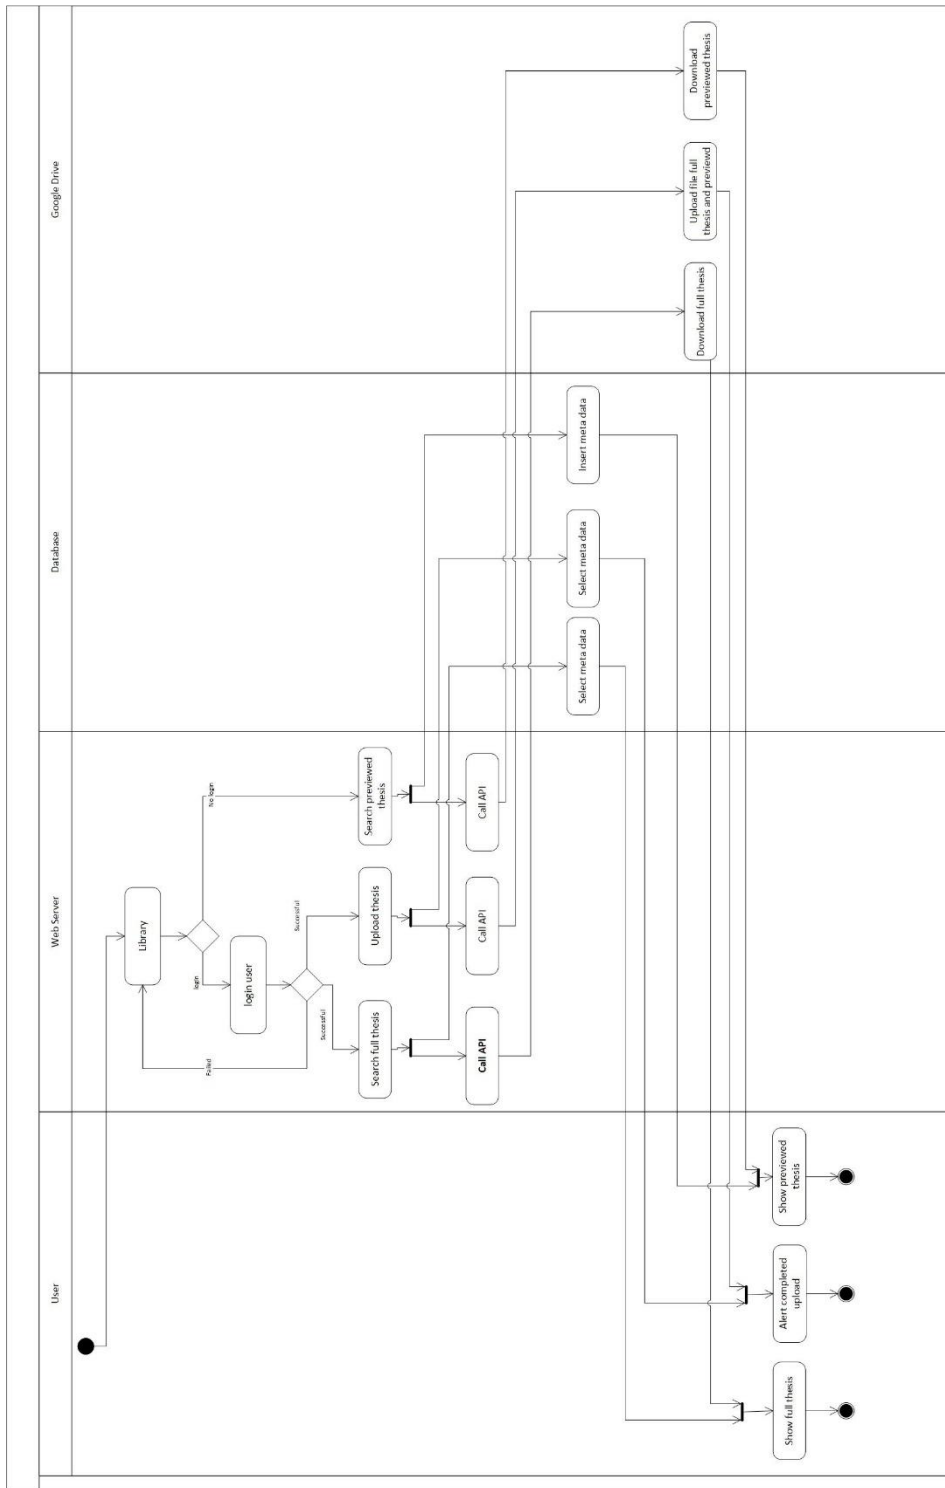 User
Web Server
Database
Google Drive
Library
login
No login
login user
Failed
Successful
Successful
Search full thesis
Upload thesis
Search previewed
thesis
Call API
Call API
Call API
Select meta data
Select meta data
Insert meta data
Download full thesis
Upload file full
thesis and previewd
Download
previewed thesis
Show full thesis
Alert completed
upload
Show previewed
thesis